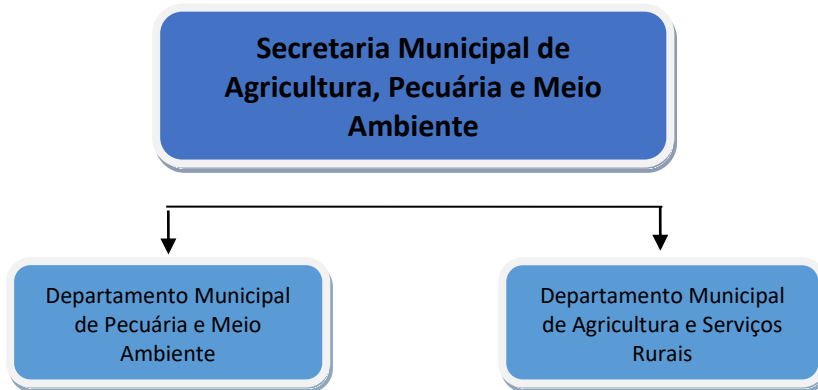 Secretaria Municipal de
Agricultura, Pecuária e Meio
Ambiente
Departamento Municipal
de Pecuária e Meio
Ambiente
Departamento Municipal
de Agricultura e Serviços
Rurais